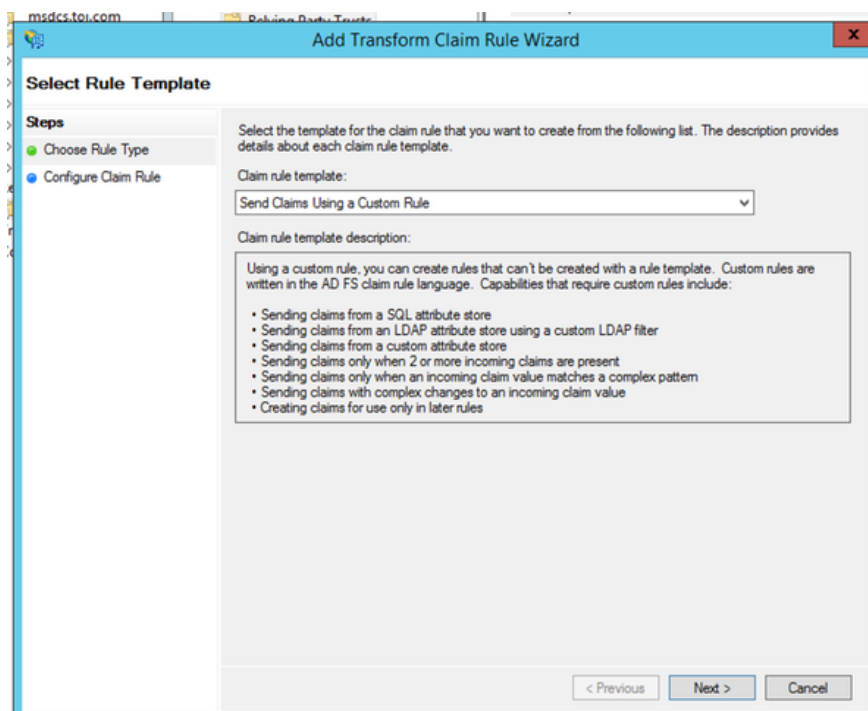 msdcs.toi.com
Relying Party Trusts
Add Transform Claim Rule Wizard
x
Select Rule Template
Steps
Choose Rule Type
Configure Claim Rule
Select the template for the claim rule that you want to create from the following list. The description provides
details about each claim rule template.
Claim rule template:
Send Claims Using a Custom Rule
Claim rule template description:
Using a custom rule, you can create rules that can't be created with a rule template. Custom rules are
written in the AD FS claim rule language. Capabilities that require custom rules include:
• Sending claims from a SQL attribute store
• Sending claims from an LDAP attribute store using a custom LDAP filter
• Sending claims from a custom attribute store
• Sending claims only when 2 or more incoming claims are present
• Sending claims only when an incoming claim value matches a complex pattern
• Sending claims with complex changes to an incoming claim value
• Creating claims for use only in later rules
< Previous
Next >
Cancel